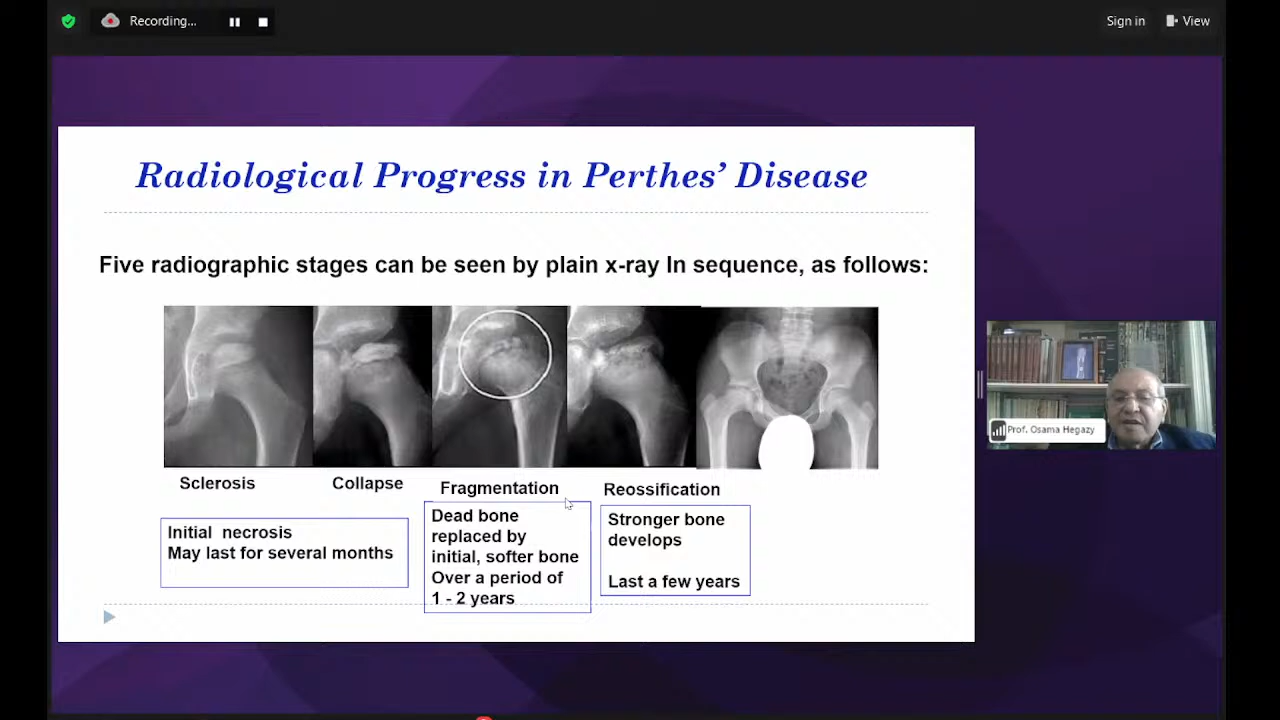 Recording...
Sign in
View
Radiological Progress in Perthes’ Disease
Five radiographic stages can be seen by plain x-ray In sequence, as follows:
Sclerosis
Collapse
Fragmentation
Reossification
Initial necrosis
May last for several months
Dead bone
replaced by
initial, softer bone
Over a period of
1 - 2 years
Stronger bone
develops
Last a few years
Prof. Osama Hegazy